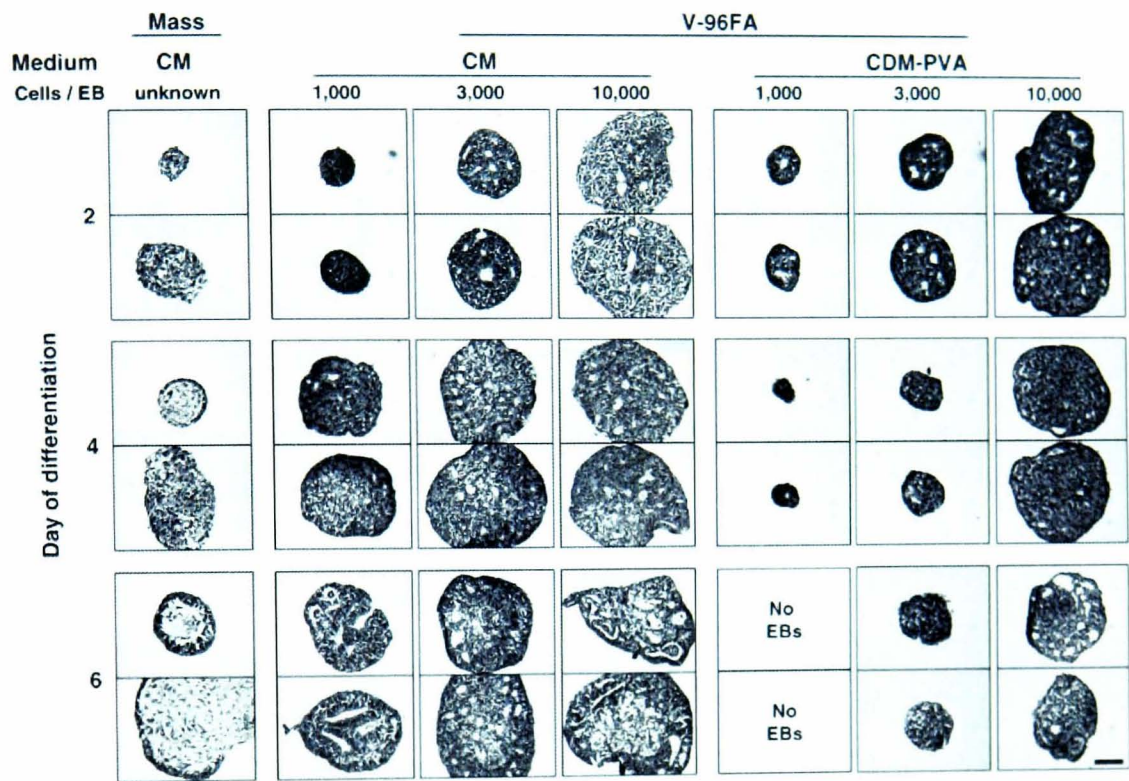 Mass V-96FA
Medium CM CM CDM-PVA
Cells / EB unknown 1,000 3,000 10,000 1,000 3,000 10,000
2
Day of differentiation
4
No EBs
6
No EBs